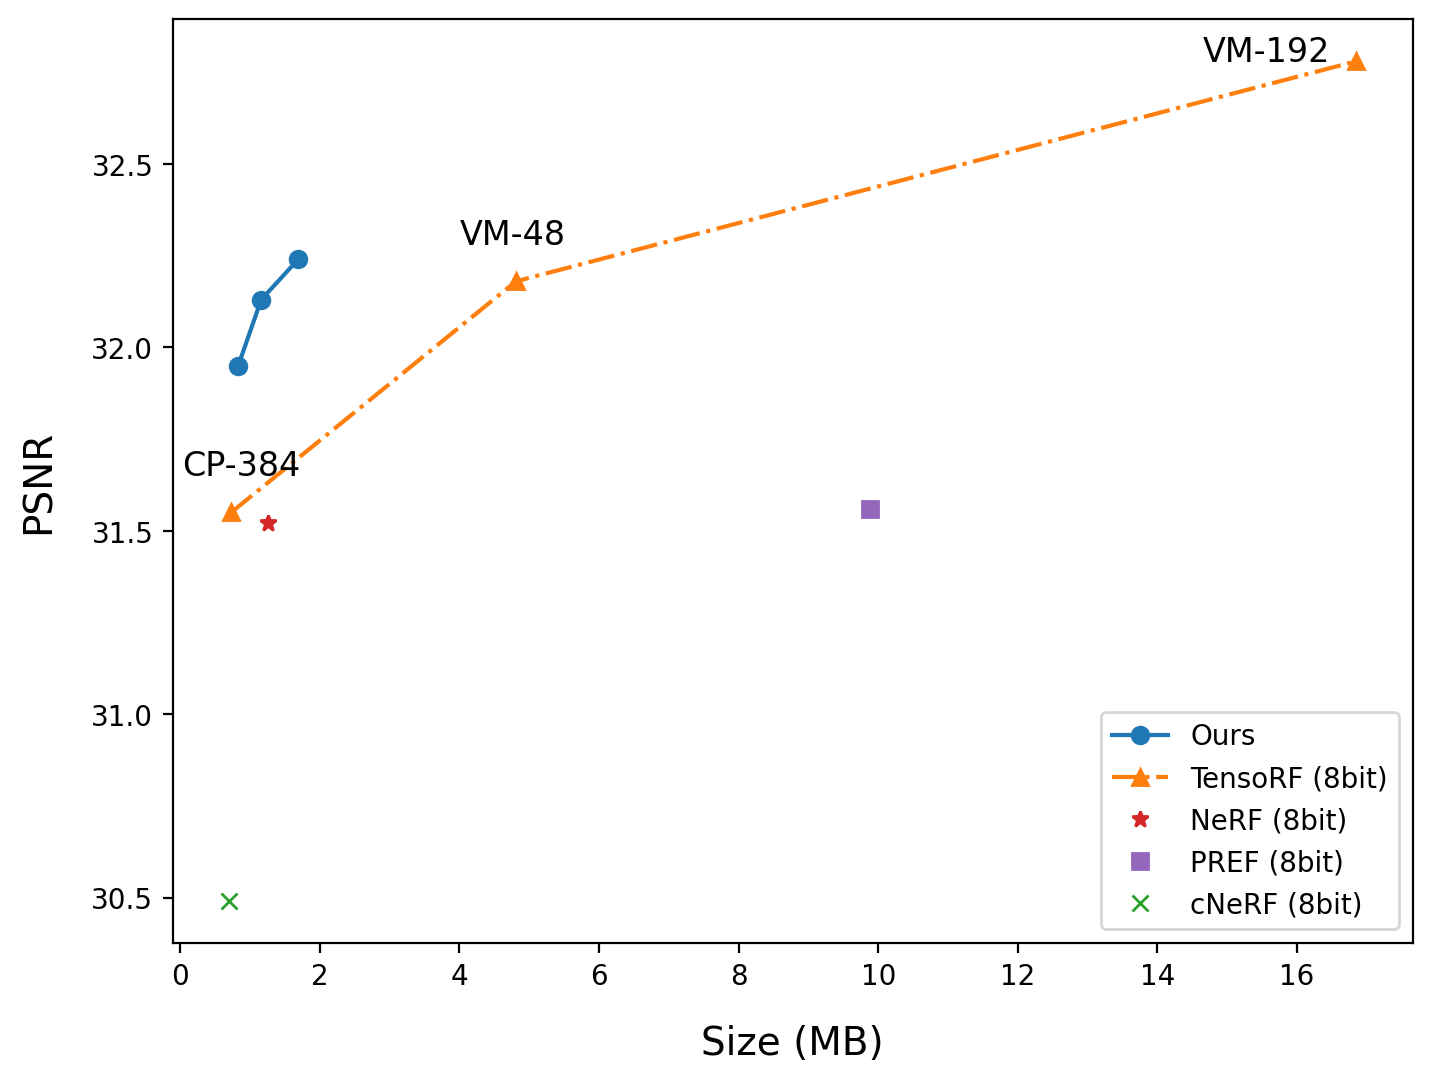 VM-192
32.5
VM-48
32.0
CP-384
PSNR
31.5
31.0
Ours
TensoRF (8bit)
NeRF (8bit)
PREF (8bit)
cNeRF (8bit)
30.5
0 2 4 6 8 10 12 14 16
Size (MB)